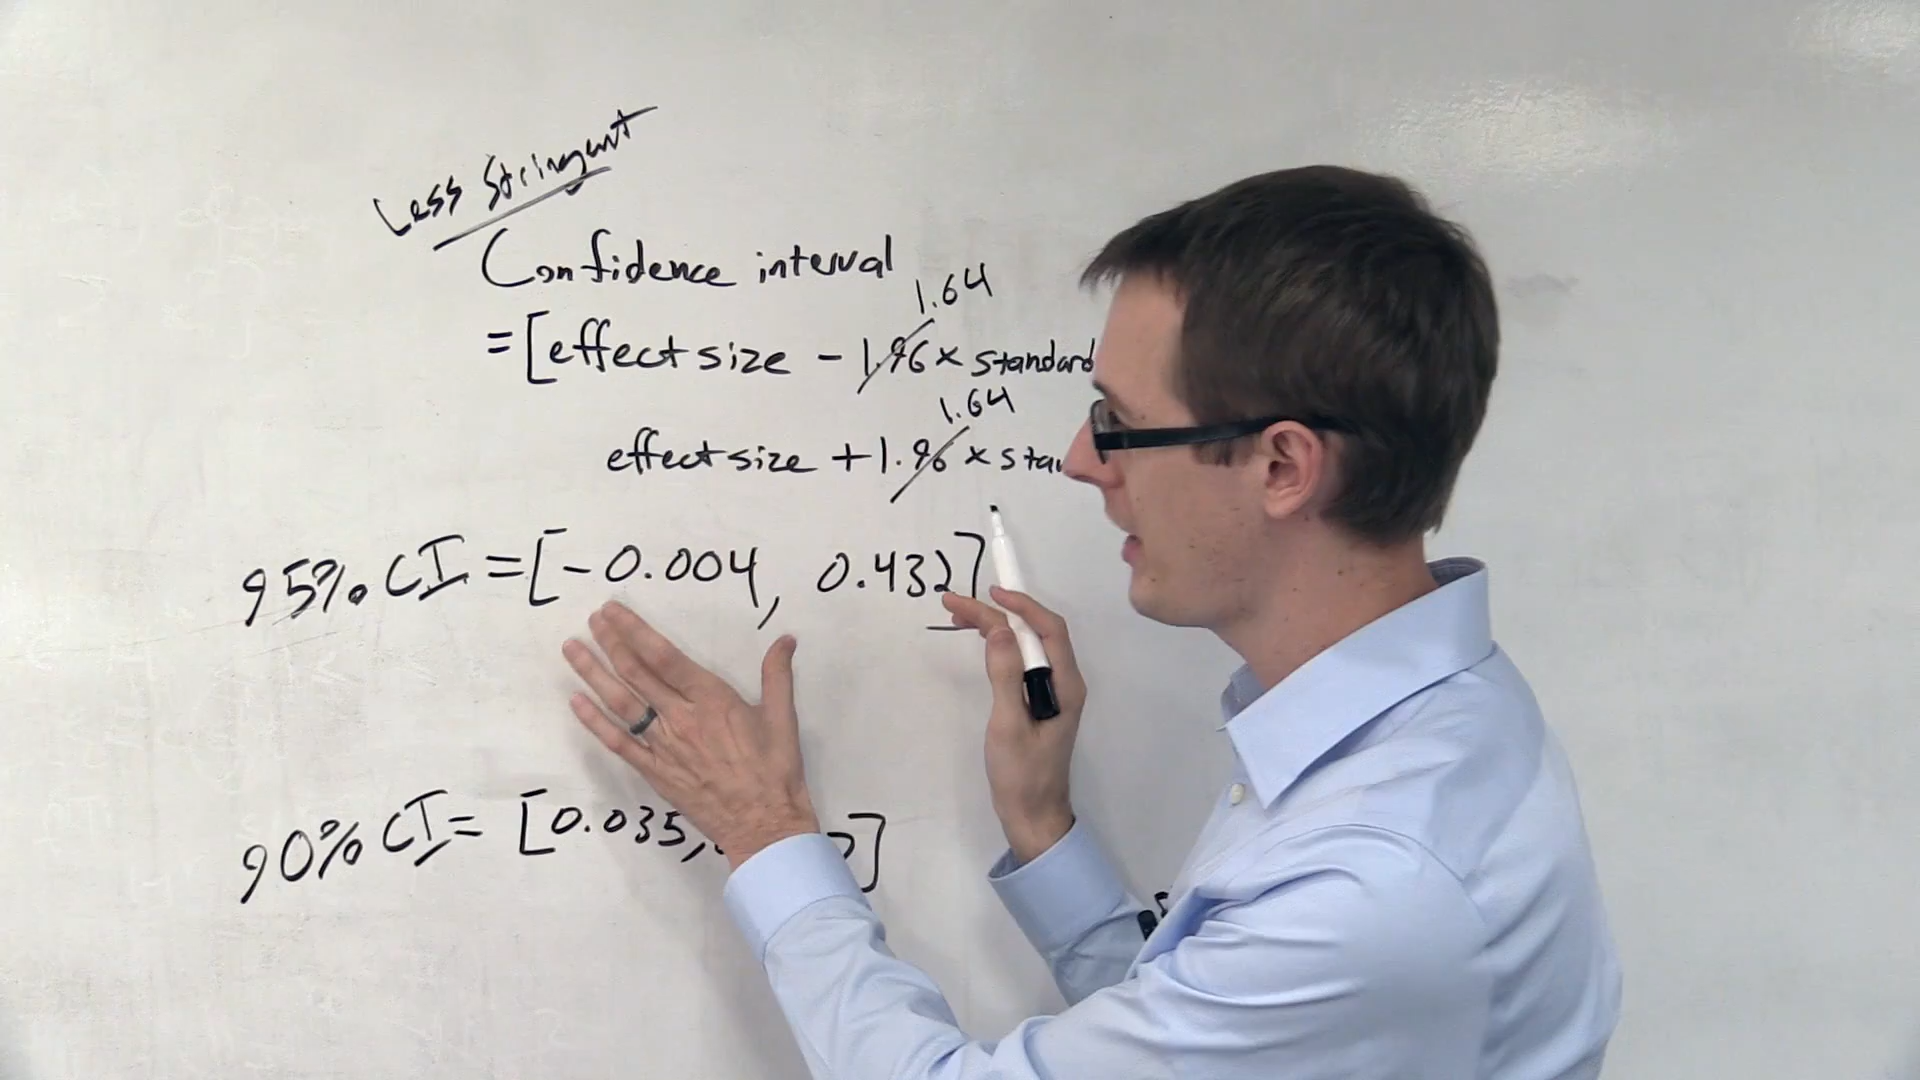 Less Stringent
Confidence interval
1.64
=[effect size - 1.96 x standard
1.64
effect size + 1.96 x
95% CI = [-0.004, 0.432]
90% CI = [0.035,